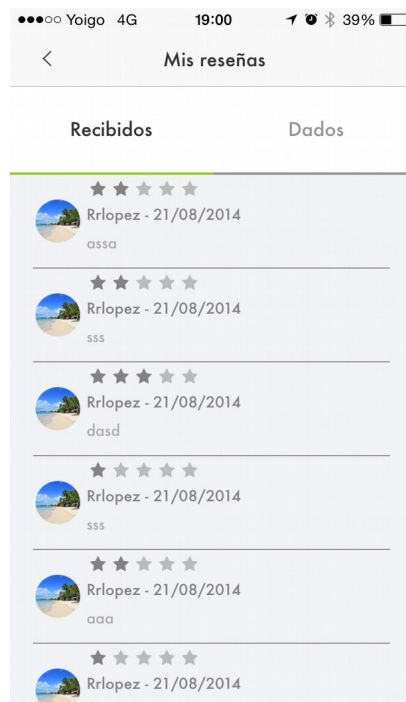 Yoigo 4G 19:00 39%
Mis reseñas
Recibidos Dados
Rrlopez - 21/08/2014
assa
Rrlopez - 21/08/2014
sss
Rrlopez - 21/08/2014
dasd
Rrlopez - 21/08/2014
sss
Rrlopez - 21/08/2014
aaa
Rrlopez - 21/08/2014